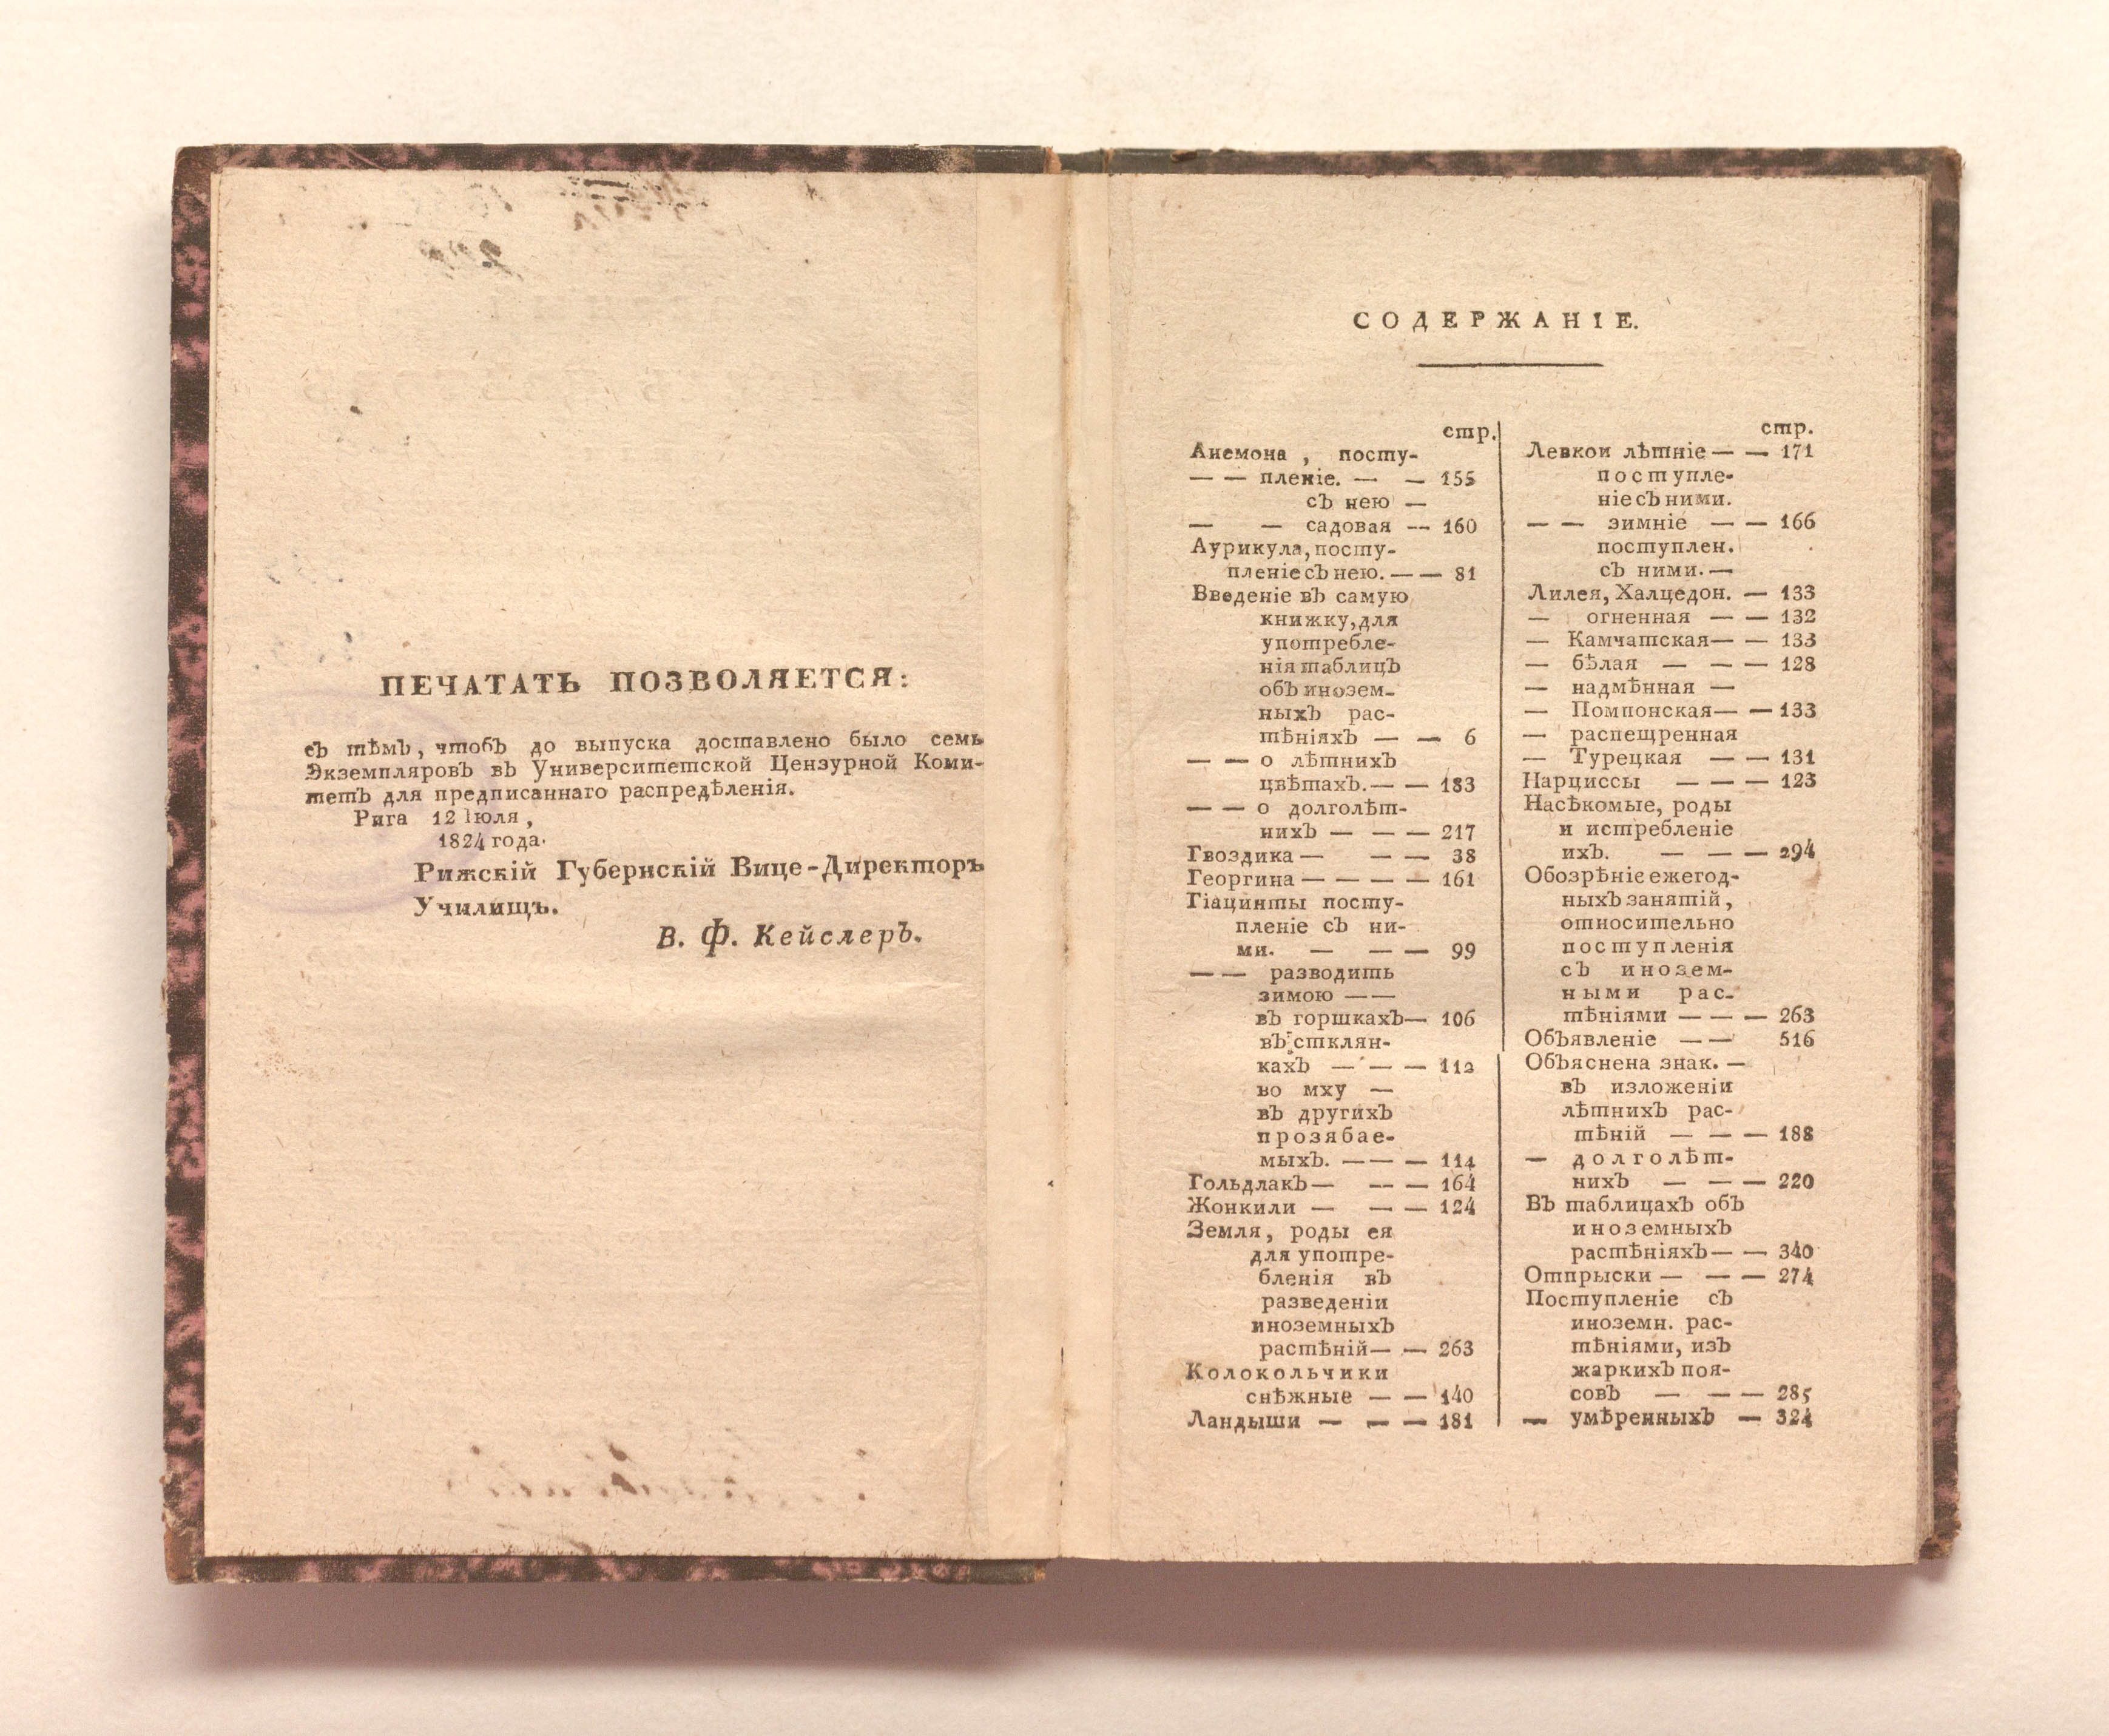 ПЕЧАТАТЬ ПОЗВОЛЯЕТСЯ:
съ тѣмъ, чтобъ до выпуска доставлено было семь
Экземпляровъ въ Университетской Цензурной Коми-
тетъ для предписаннаго распредѣленія.
Рига 12 Іюля,
1824 года.
Рижскій Губернскій Вице-Директоръ
Училищъ.
В. Ф. Кейслеръ.
СОДЕРЖАНІЕ.
стр.
Анемона, посту-
— — пленіе. — — 155
съ нею —
— — садовая -- 160
Аурикула, посту-
пленіе съ нею. — — 81
Введеніе въ самую
книжку, для
употребле-
нія таблицъ
объ инозем-
ныхъ рас-
тѣніяхъ — — 6
— — о лѣтнихъ
цвѣтахъ. — — 183
— — о долголѣт-
нихъ — — — 217
Гвоздика — — — 38
Георгина — — — — 161
Гіацинты посту-
пленіе съ ни-
ми. — — — 99
— — разводить
зимою — —
въ горшкахъ — 106
въ стклян-
кахъ — — — 112
во мху —
въ другихъ
прозябае-
мыхъ. — — — 114
Гольдлакъ — — — 164
Жонкили — — — 124
Земля, роды ея
для употре-
бленія въ
разведеніи
иноземныхъ
растѣній — — 263
Колокольчики
снѣжные — — 140
Ландыши — — — 181
стр.
Левкои лѣтніе — — 171
поступле-
ніе съ ними.
— — зимніе — — 166
поступлен.
съ ними. —
Лилея, Халцедон. — 133
— огненная — — 132
— Камчатская — — 133
— бѣлая — — — 128
— надмѣнная —
— Помпонская — — 133
— распещренная
— Турецкая — — 131
Нарциссы — — — 123
Насѣкомые, роды
и истребленіе
ихъ. — — — 294
Обозрѣніе ежегод-
ныхъ занятій,
относительно
поступленія
съ инозем-
ными рас-
тѣніями — — — 263
Объявленіе — — 516
Объяснена знак. —
въ изложеніи
лѣтнихъ рас-
тѣній — — — 188
— долголѣт-
нихъ — — — 220
Въ таблицахъ объ
иноземныхъ
растѣніяхъ — — 340
Отпрыски — — — 274
Поступленіе съ
иноземн. рас-
тѣніями, изъ
жаркихъ поя-
совъ — — — 285
— умѣренныхъ — 324